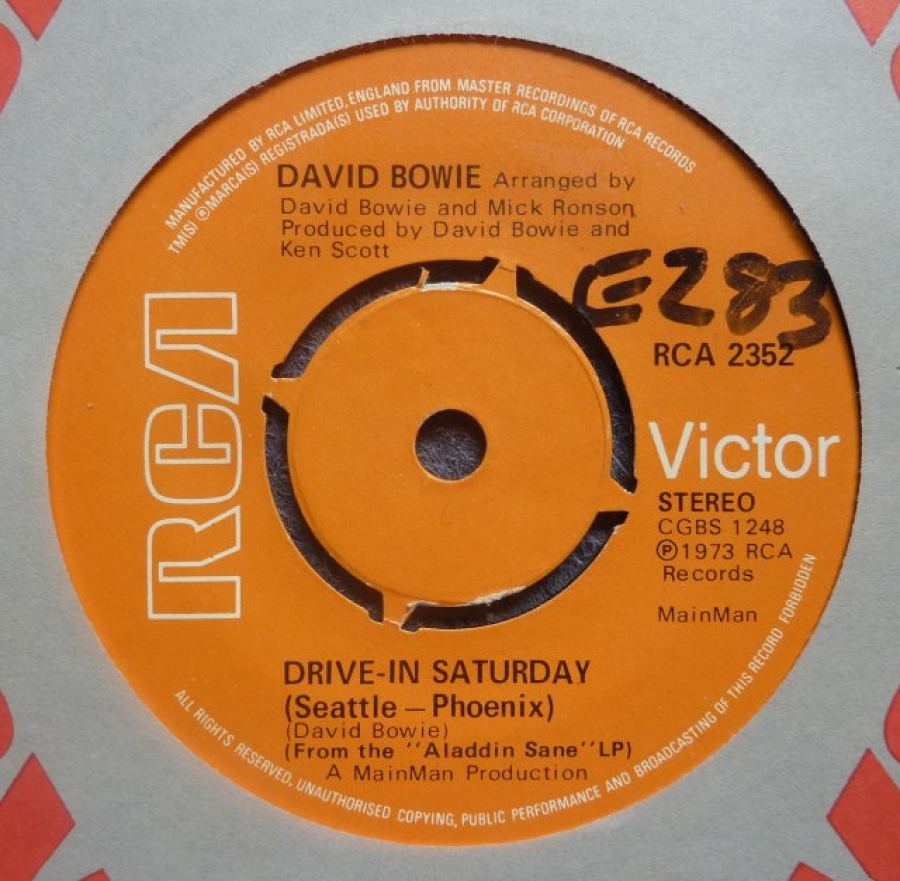 MANUFACTURED BY RCA LIMITED, ENGLAND FROM MASTER RECORDINGS OF RCA RECORDS
TM(S) ® MARCA(S) REGISTRADA(S) USED BY AUTHORITY OF RCA CORPORATION
DAVID BOWIE Arranged by
David Bowie and Mick Ronson
Produced by David Bowie and
Ken Scott
E283
RCA 2352
RCA
Victor
STEREO
CGBS 1248
℗ 1973 RCA
Records
MainMan
DRIVE-IN SATURDAY
(Seattle – Phoenix)
(David Bowie)
(From the "Aladdin Sane" LP)
A MainMan Production
ALL RIGHTS RESERVED, UNAUTHORISED COPYING, PUBLIC PERFORMANCE AND BROADCASTING OF THIS RECORD FORBIDDEN